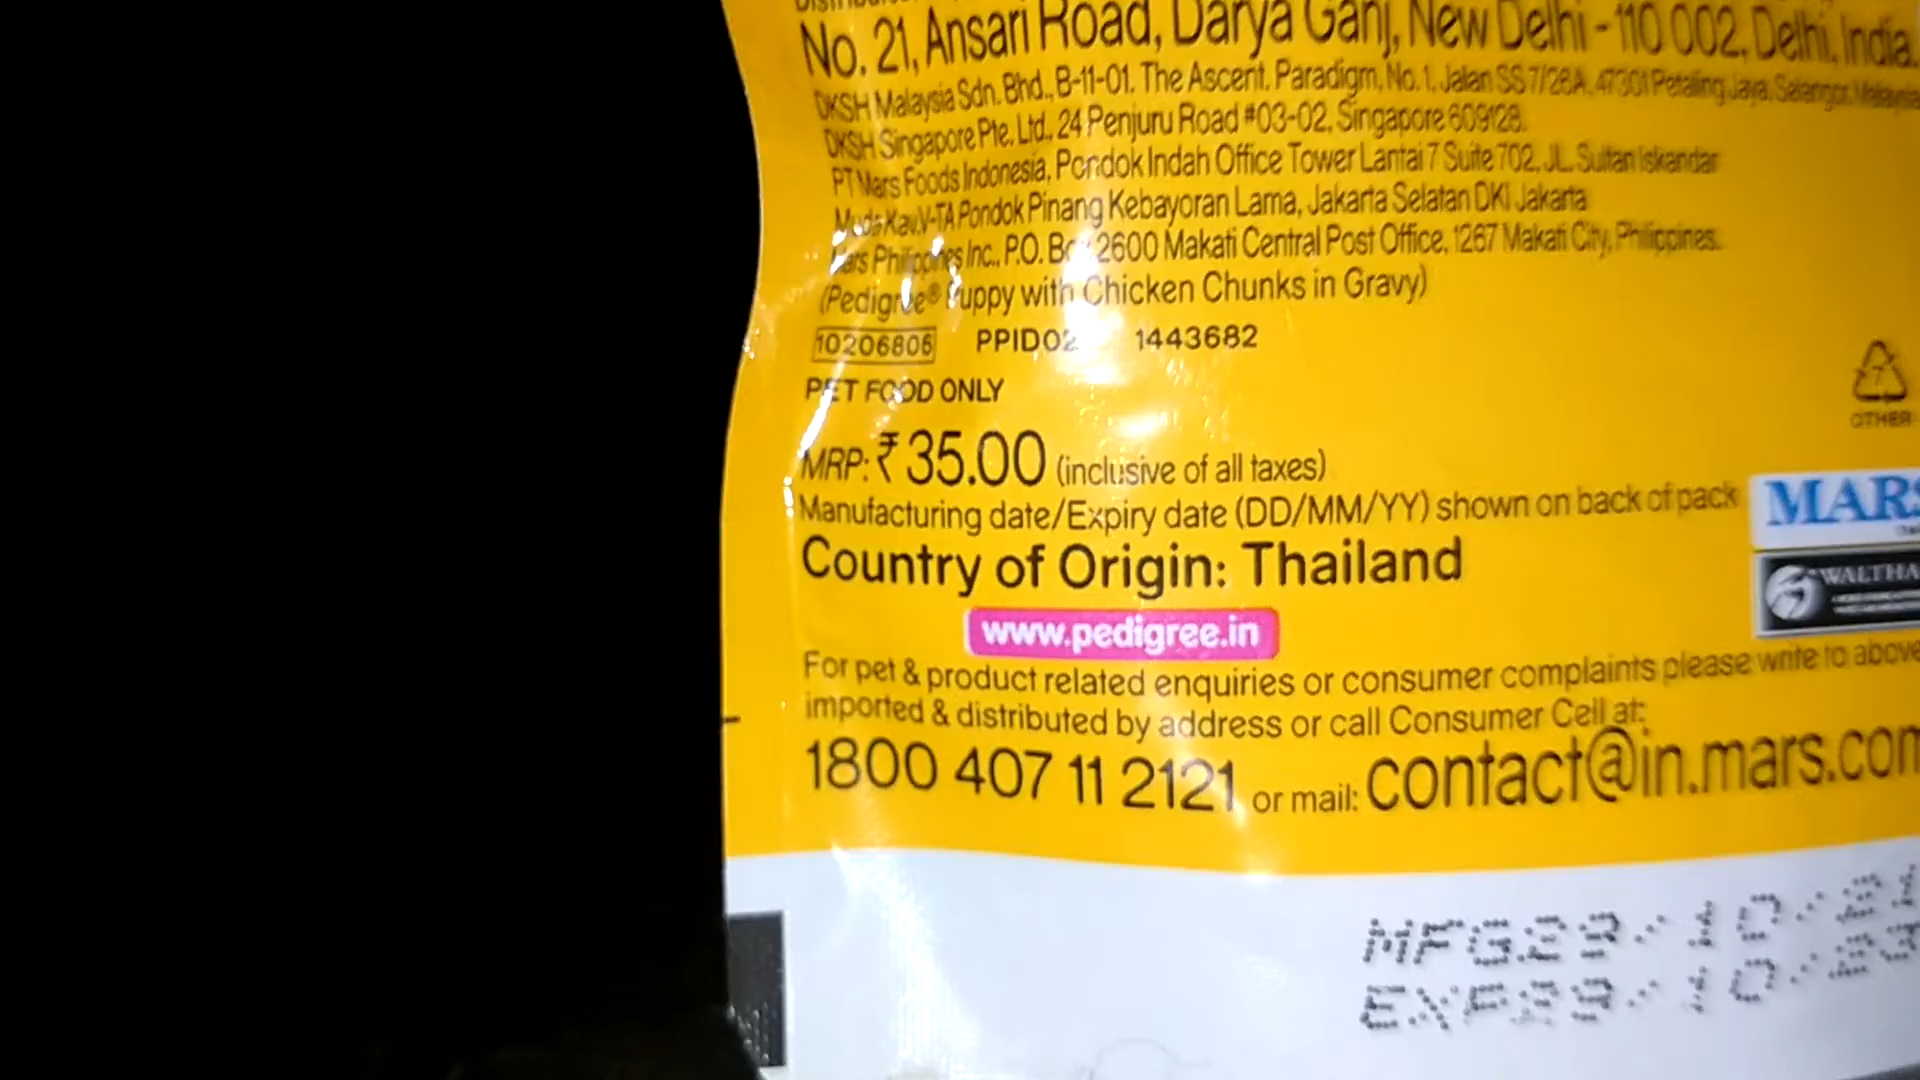 No. 21, Ansari Road, Darya Ganj, New Delhi - 110 002, Delhi, India.
DKSH Malaysia Sdn. Bhd., B-11-01, The Ascent, Paradigm, No. 1, Jalan SS 7/26A, 47301 Petaling Jaya, Selangor, Malaysia
DKSH Singapore Pte. Ltd., 24 Penjuru Road #03-02, Singapore 609128.
PT Mars Foods Indonesia, Pondok Indah Office Tower Lantai 7 Suite 702, JL. Sultan Iskandar
Muda Kav.V-TA Pondok Pinang Kebayoran Lama, Jakarta Selatan DKI Jakarta
Mars Philippines Inc., P.O. Box 2600 Makati Central Post Office, 1267 Makati City, Philippines.
(Pedigree® Puppy with Chicken Chunks in Gravy)
10206806 PPID02 1443682
PET FOOD ONLY
OTHER
MRP: ₹ 35.00 (inclusive of all taxes)
Manufacturing date/Expiry date (DD/MM/YY) shown on back of pack
MARS
Country of Origin: Thailand
WALTHA
www.pedigree.in
For pet & product related enquiries or consumer complaints please write to above
imported & distributed by address or call Consumer Cell at:
1800 407 11 2121 or mail: contact@in.mars.com
MFG.29/10/21
EXP29/10/23